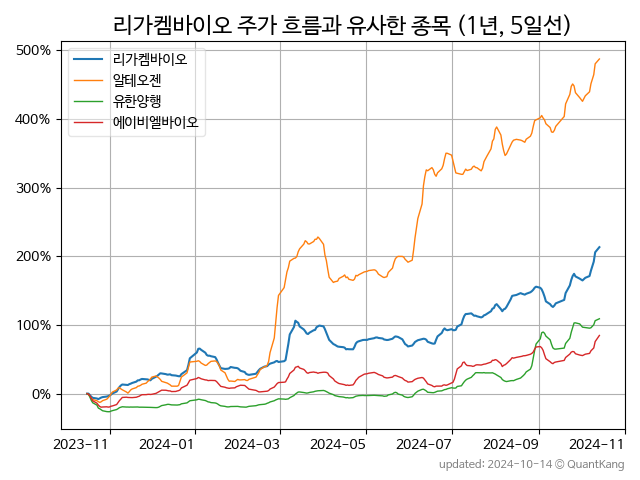 리가켐바이오 주가 흐름과 유사한 종목 (1년, 5일선)
500%
400%
300%
200%
100%
0%
리가켐바이오
알테오젠
유한양행
에이비엘바이오
2023-11
2024-01
2024-03
2024-05
2024-07
2024-09
2024-11
updated: 2024-10-14 © QuantKang